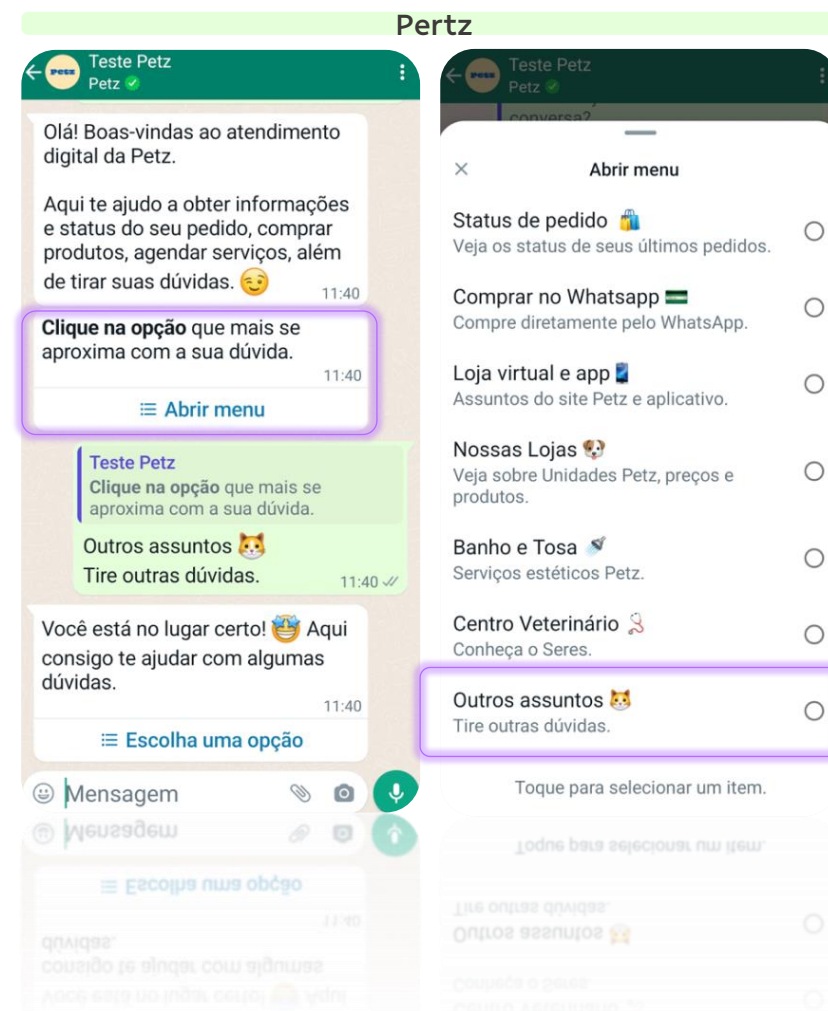 Pertz
Teste Petz
Petz
Olá! Boas-vindas ao atendimento
digital da Petz.
Aqui te ajudo a obter informações
e status do seu pedido, comprar
produtos, agendar serviços, além
de tirar suas dúvidas. 😉
11:40
Clique na opção que mais se
aproxima com a sua dúvida.
11:40
Abrir menu
Teste Petz
Clique na opção que mais se
aproxima com a sua dúvida.
Outros assuntos 🐱
Tire outras dúvidas.
11:40
Você está no lugar certo! 🤩 Aqui
consigo te ajudar com algumas
dúvidas.
11:40
Escolha uma opção
Mensagem
Teste Petz
Petz
conversa?
Abrir menu
Status de pedido 🛍️
Veja os status de seus últimos pedidos.
Comprar no Whatsapp
Compre diretamente pelo WhatsApp.
Loja virtual e app📱
Assuntos do site Petz e aplicativo.
Nossas Lojas 🐶
Veja sobre Unidades Petz, preços e
produtos.
Banho e Tosa 🚿
Serviços estéticos Petz.
Centro Veterinário 🩺
Conheça o Seres.
Outros assuntos 🐱
Tire outras dúvidas.
Toque para selecionar um item.